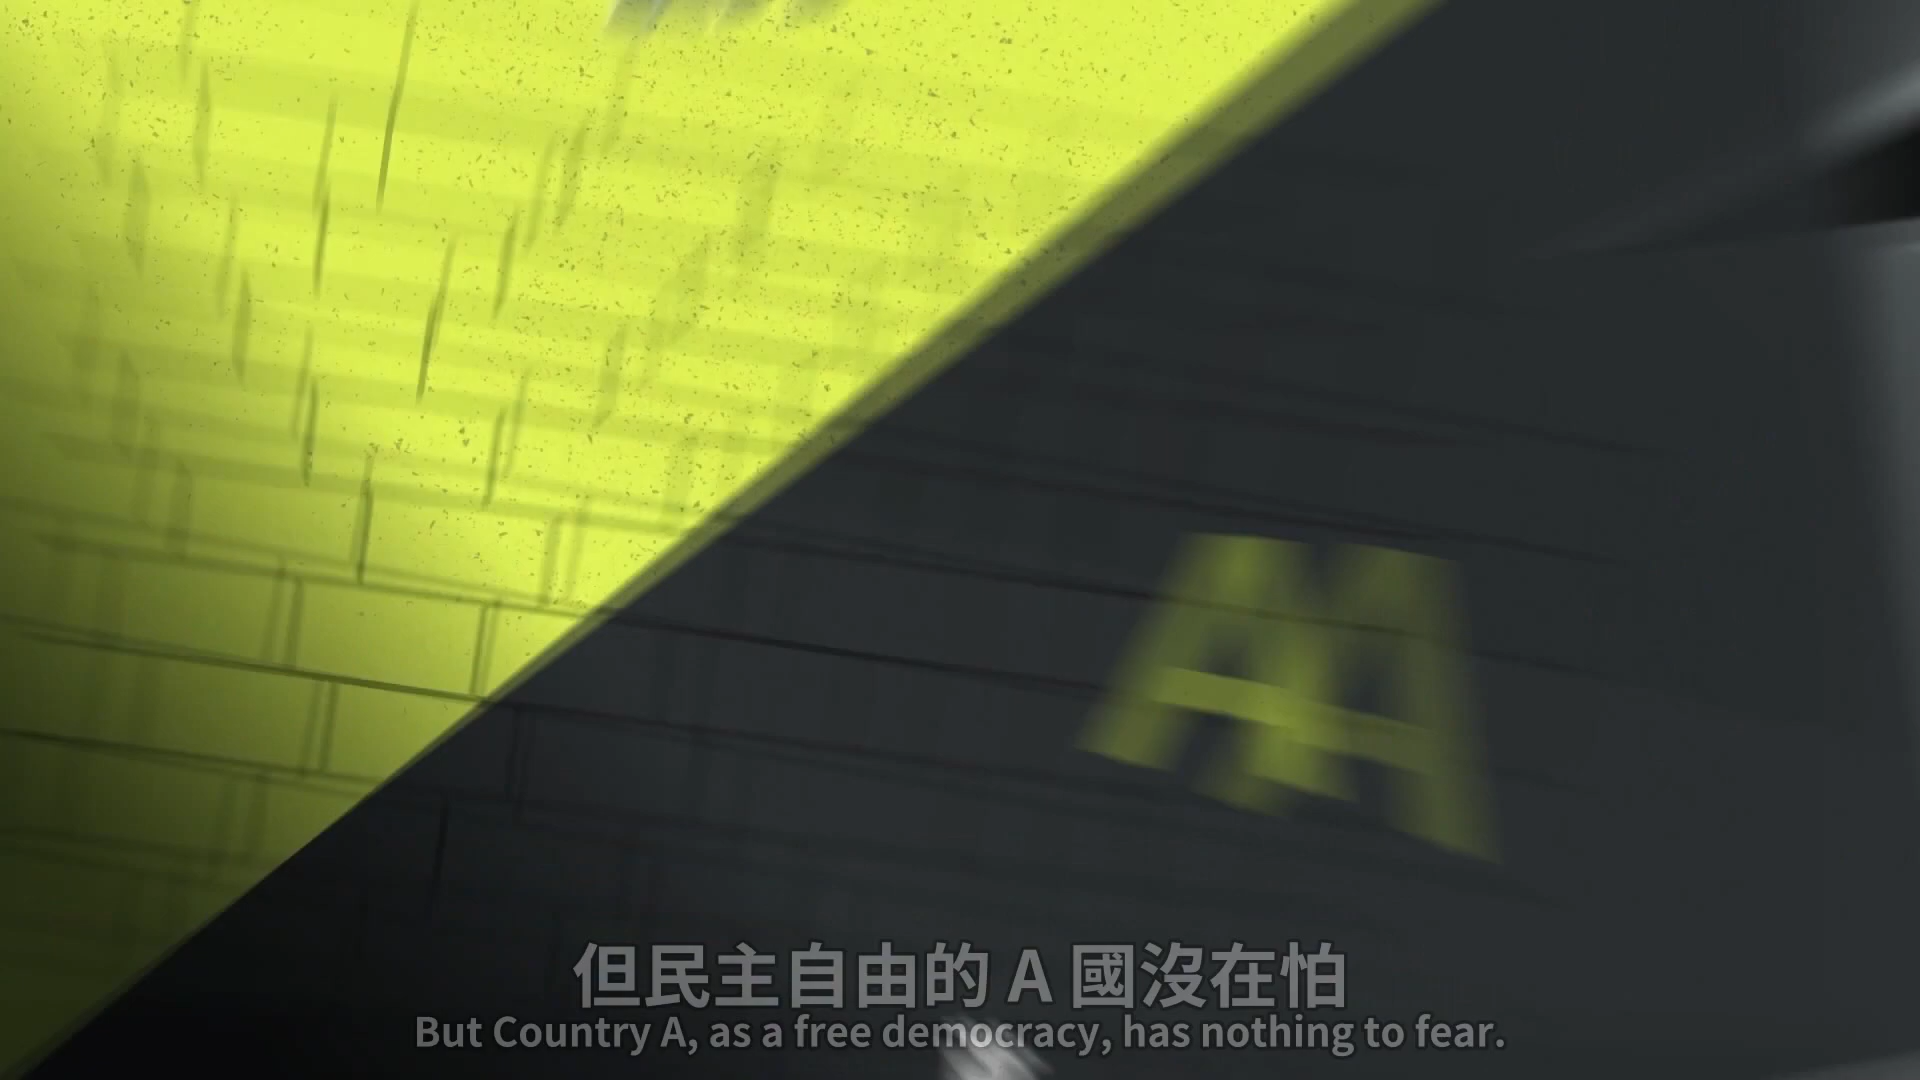 A
但民主自由的 A 國沒在怕
But Country A, as a free democracy, has nothing to fear.